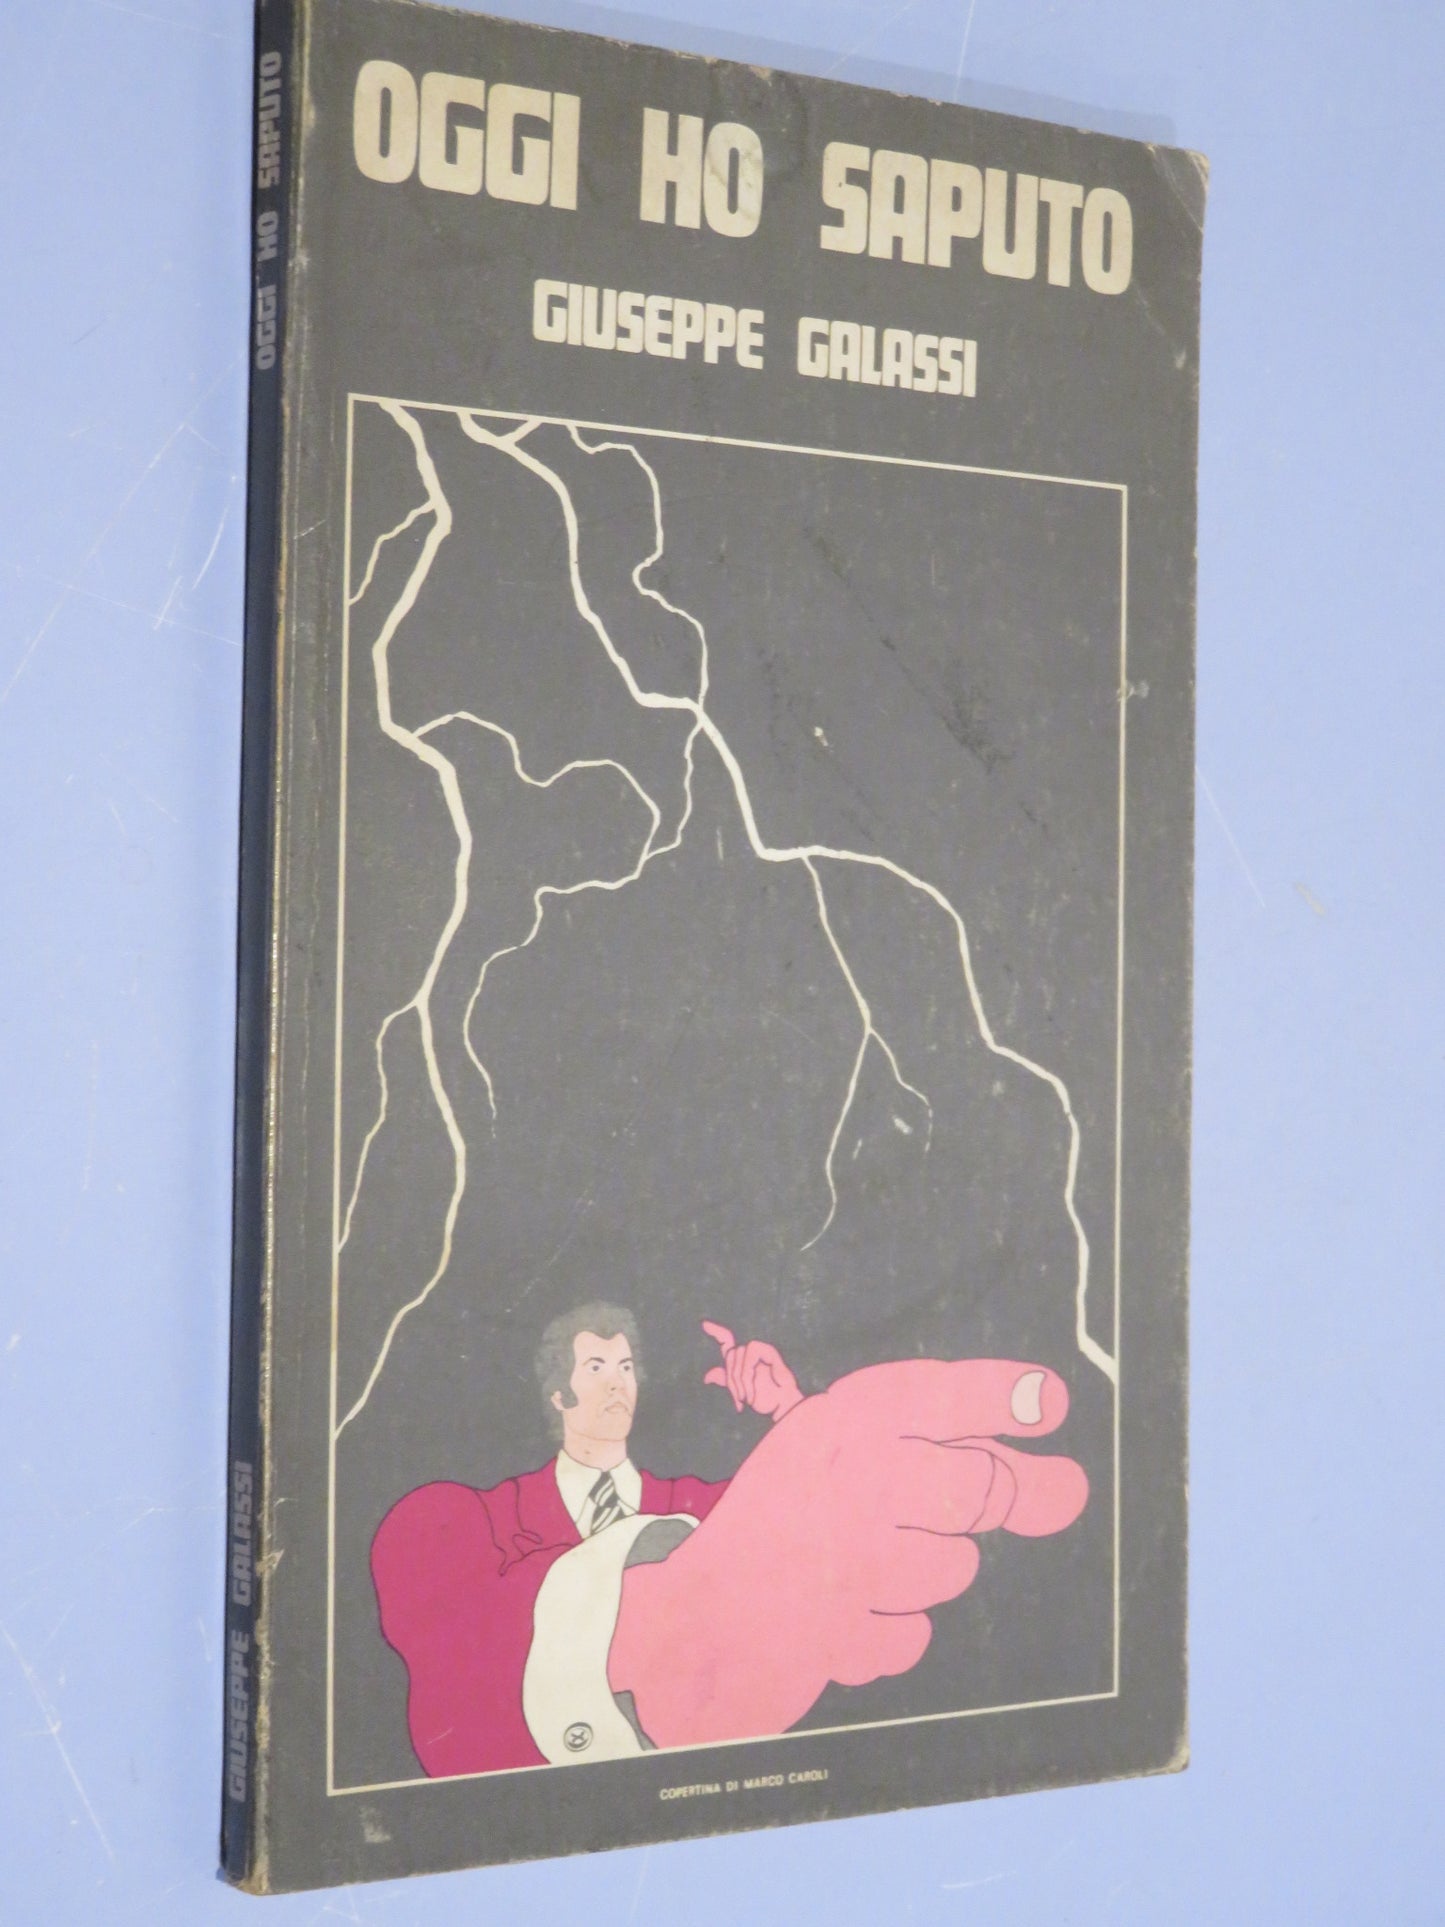 OGGI HO SAPUTO
GIUSEPPE GALASSI
COPERTINA DI MARCO CAROLI
GIUSEPPE GALASSI OGGI HO SAPUTO